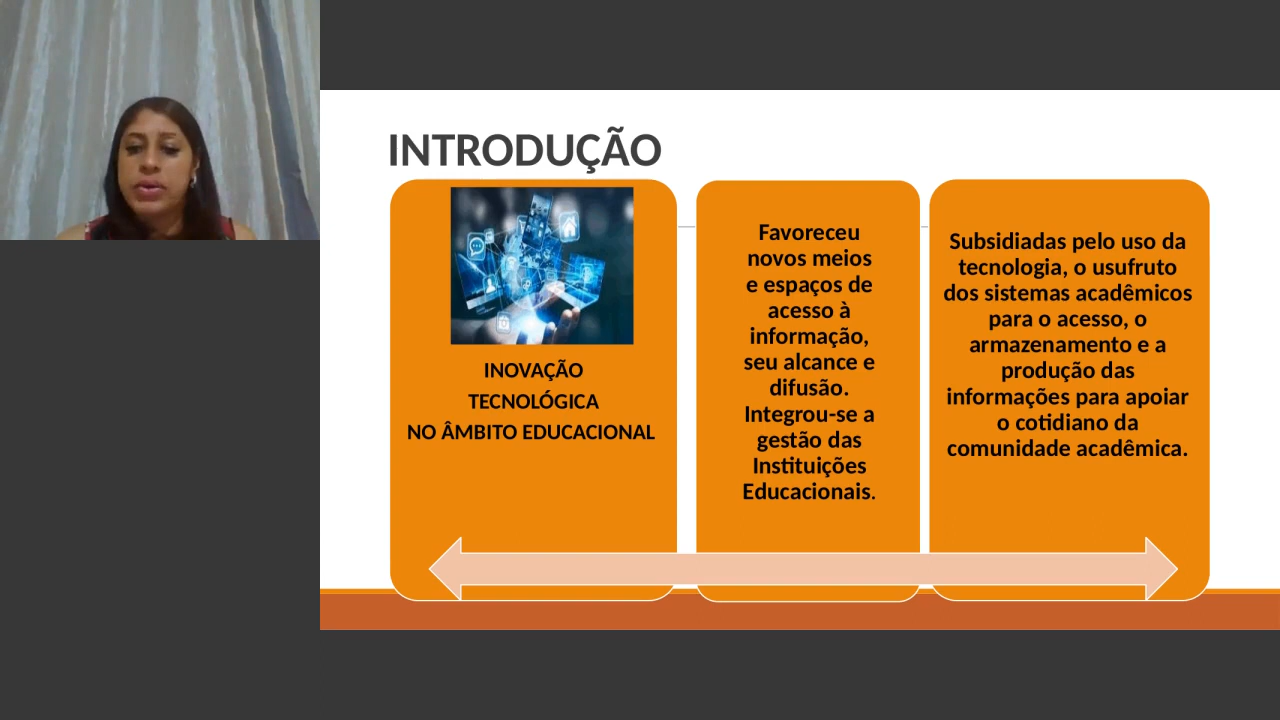 INTRODUÇÃO
INOVAÇÃO
TECNOLÓGICA
NO ÂMBITO EDUCACIONAL
Favoreceu
novos meios
e espaços de
acesso à
informação,
seu alcance e
difusão.
Integrou-se a
gestão das
Instituições
Educacionais.
Subsidiadas pelo uso da
tecnologia, o usufruto
dos sistemas acadêmicos
para o acesso, o
armazenamento e a
produção das
informações para apoiar
o cotidiano da
comunidade acadêmica.